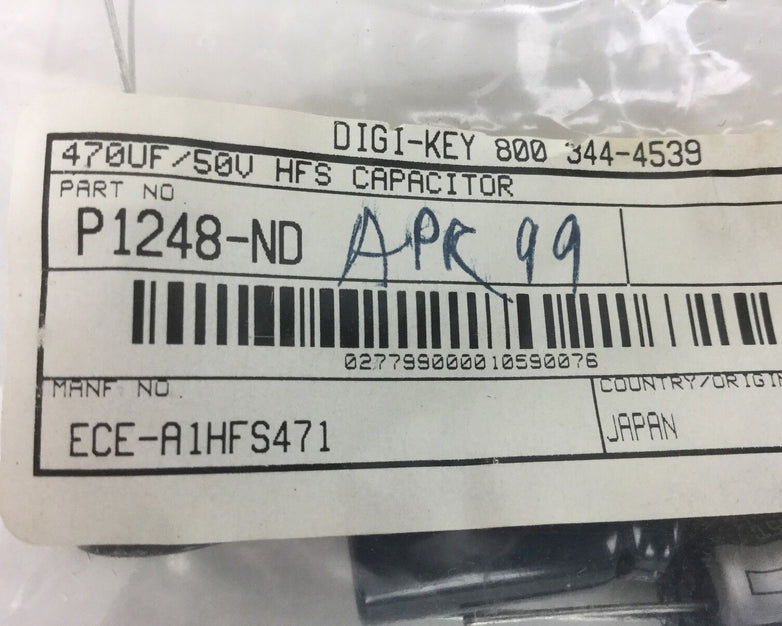 DIGI-KEY 800 344-4539
470UF/50V HFS CAPACITOR
PART NO
P1248-ND APR 99
027799000010590076
MANF NO.
COUNTRY/ORIGIN
ECE-A1HFS471
JAPAN